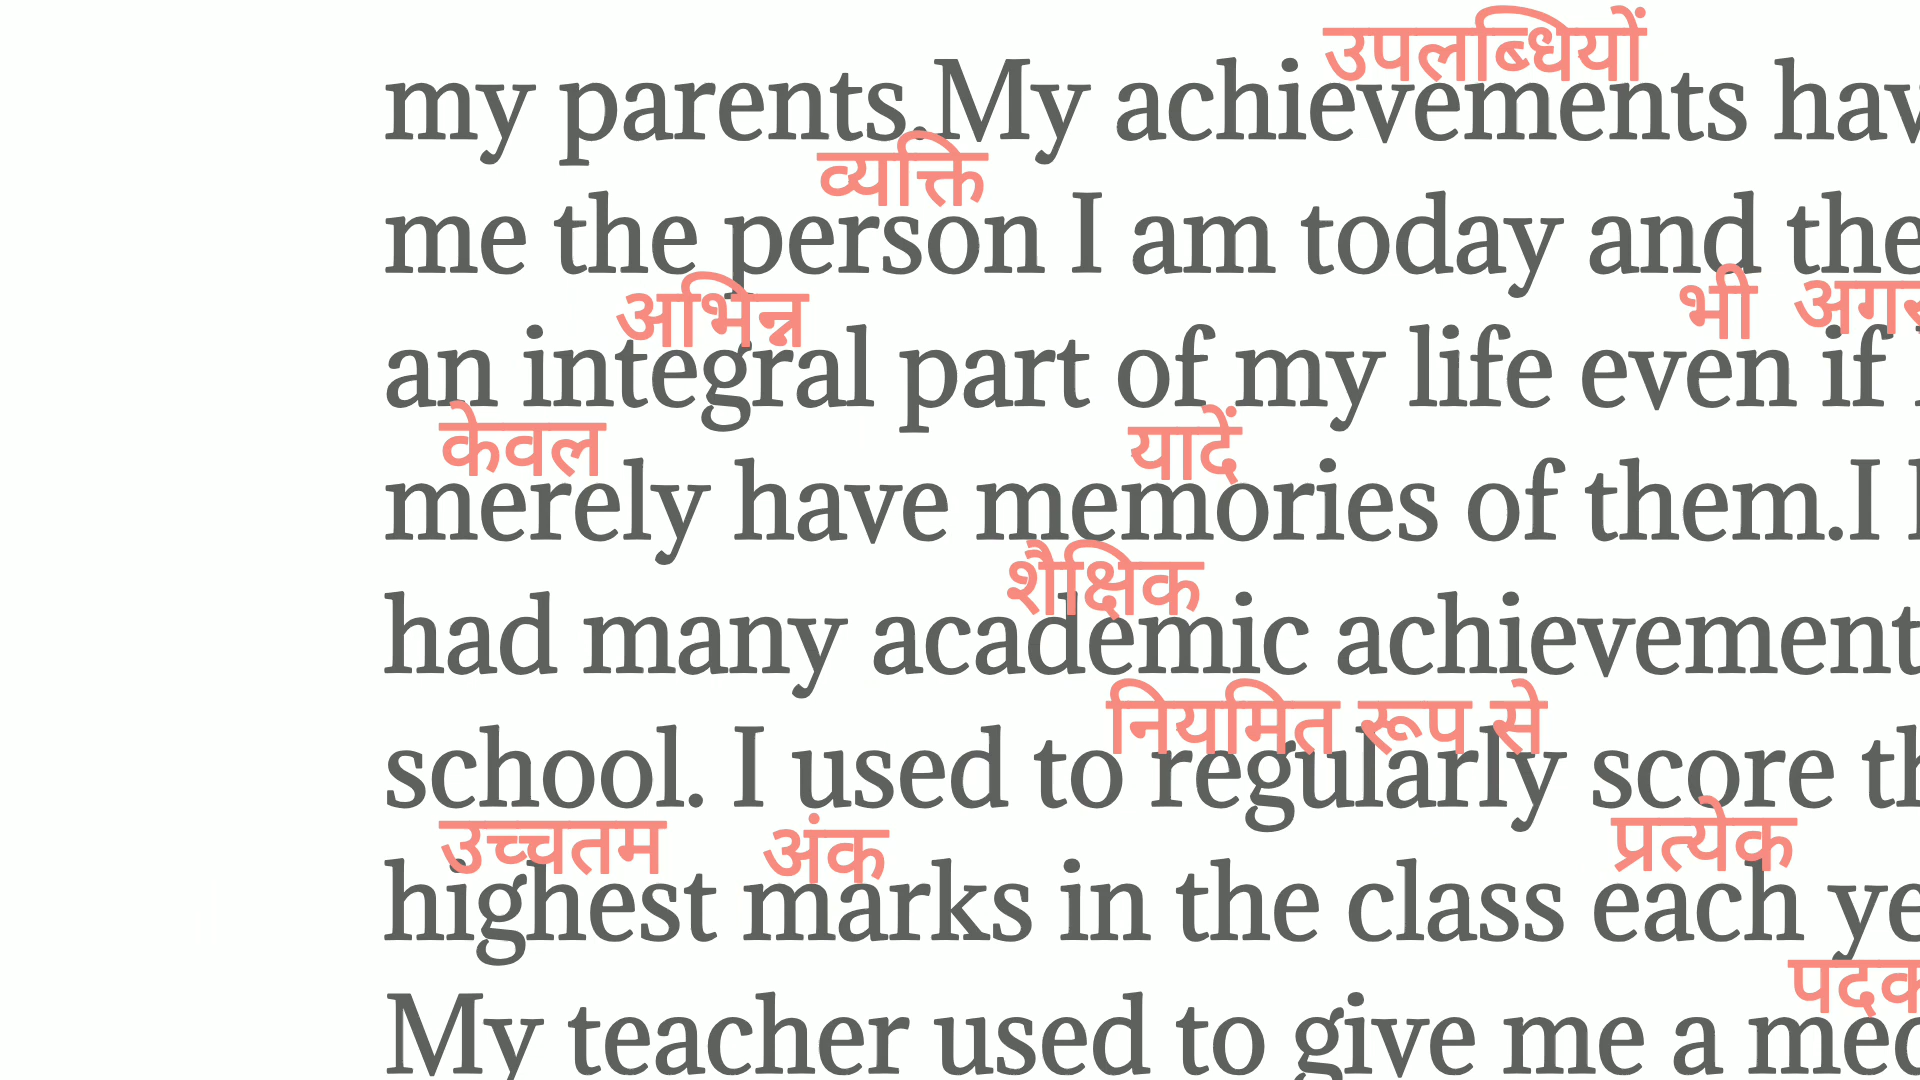 उपलब्धियों
my parents.My achievements hav
व्यक्ति
me the person I am today and the
अभिन्न भी
an integral part of my life even if
केवल यादें
merely have memories of them.I
शैक्षिक
had many academic achievement
नियमित रूप से
school. I used to regularly score th
उच्चतम अंक प्रत्येक
highest marks in the class each ye
पदक
My teacher used to give me a med